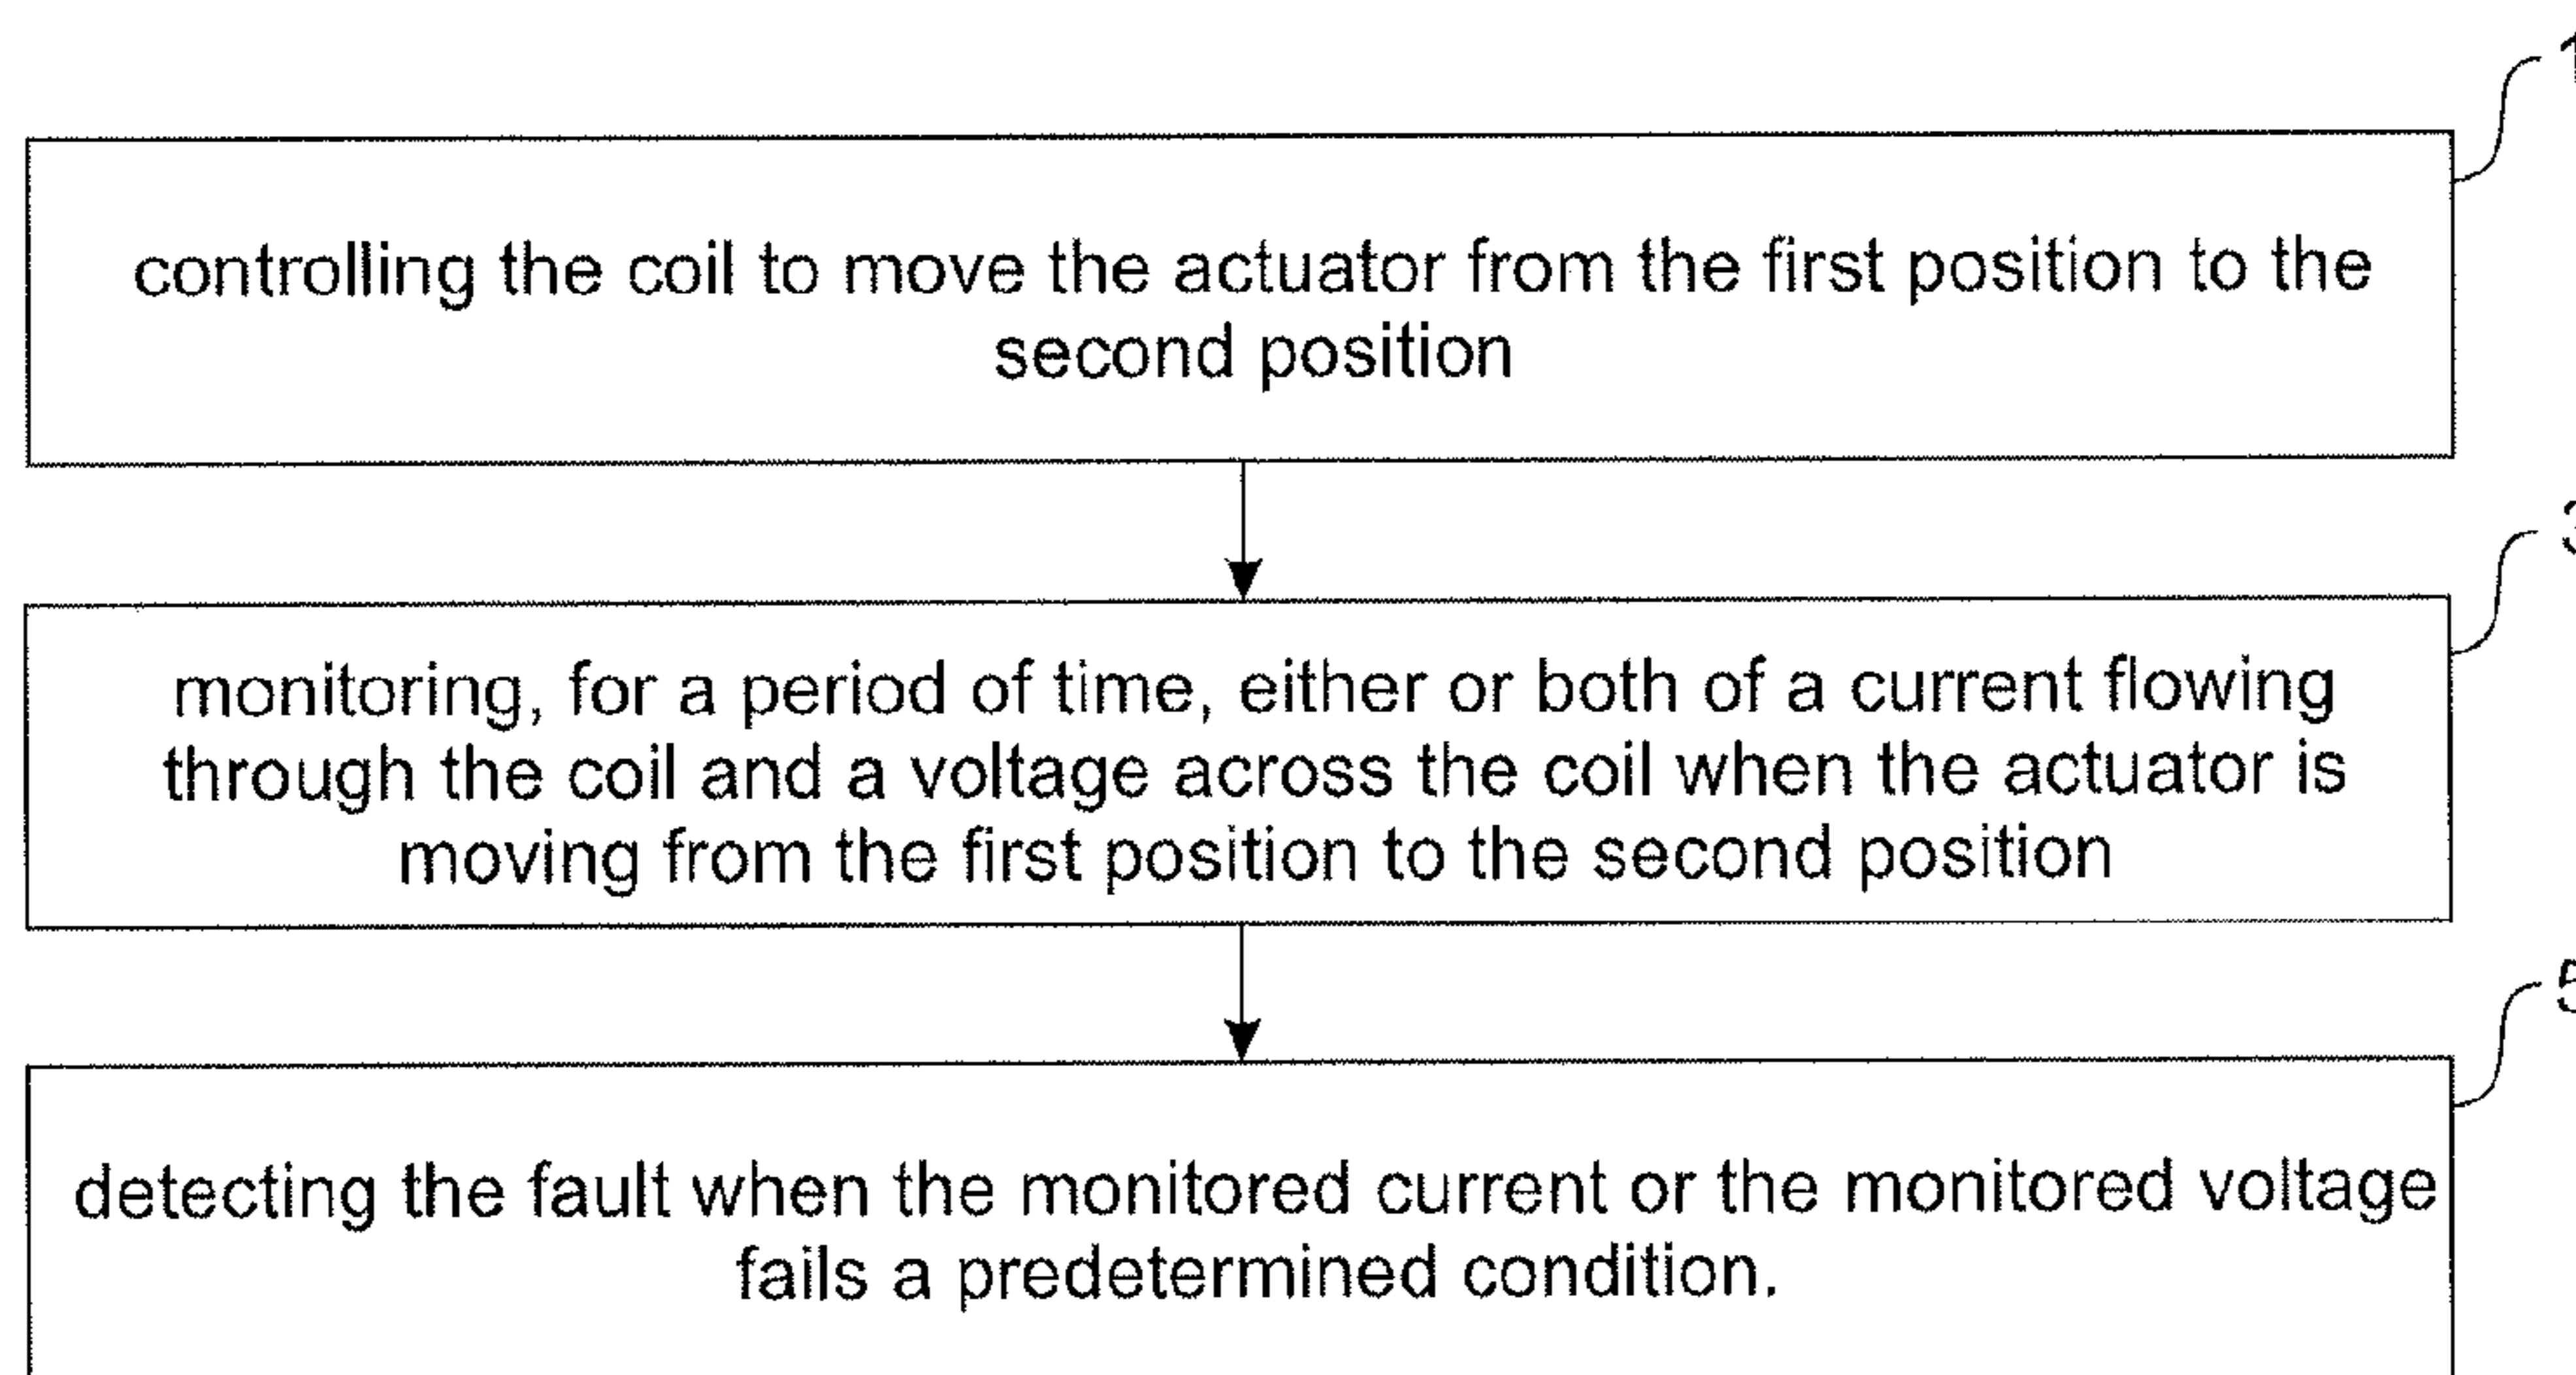 controlling the coil to move the actuator from the first position to the
second position
monitoring, for a period of time, either or both of a current flowing
through the coil and a voltage across the coil when the actuator is
moving from the first position to the second position
detecting the fault when the monitored current or the monitored voltage
fails a predetermined condition.